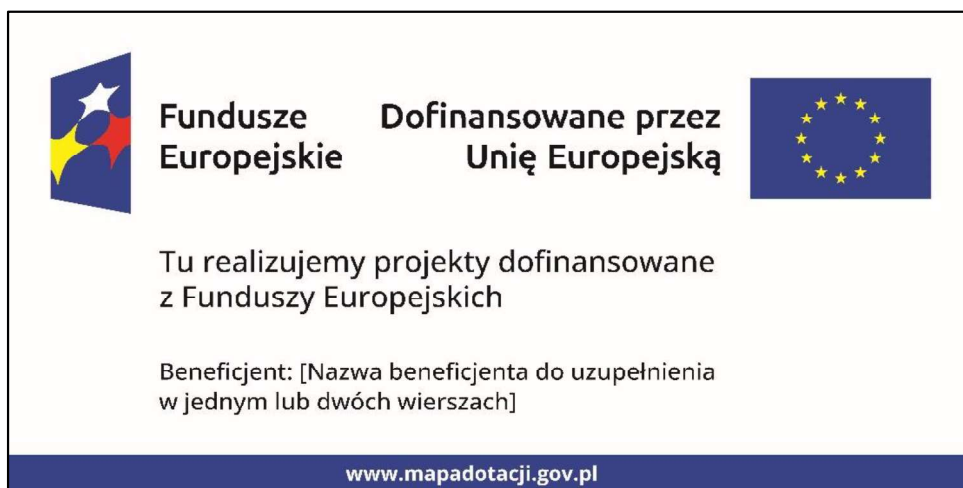 Fundusze
Europejskie
Dofinansowane przez
Unię Europejską
Tu realizujemy projekty dofinansowane
z Funduszy Europejskich
Beneficjent: [Nazwa beneficjenta do uzupełnienia
w jednym lub dwóch wierszach]
www.mapadotacji.gov.pl